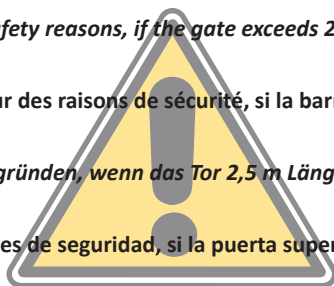 safety reasons, if the gate exceeds 2
ur des raisons de sécurité, si la barr
gründen, wenn das Tor 2,5 m Läng
es de seguridad, si la puerta super